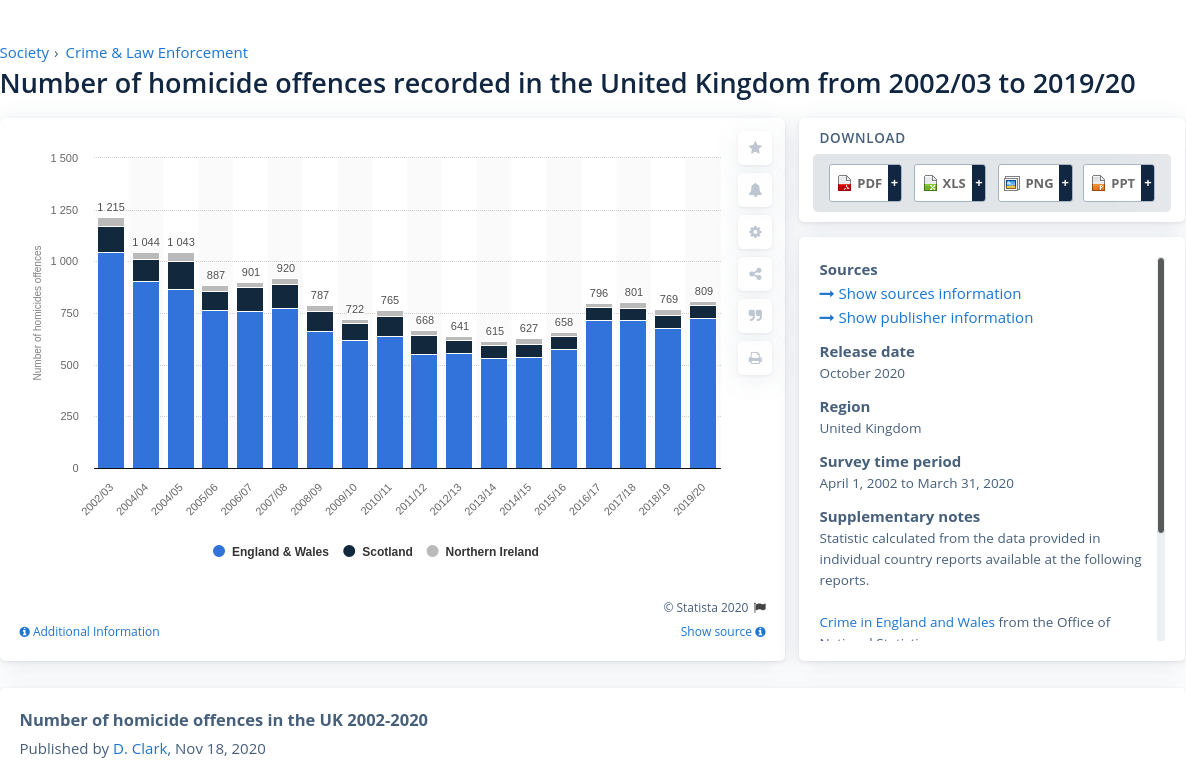 Society › Crime & Law Enforcement
Number of homicide offences recorded in the United Kingdom from 2002/03 to 2019/20
Number of homicides offences
1 500
1 250
1 000
750
500
250
0
1 215
1 044
1 043
887
901
920
787
722
765
668
641
615
627
658
796
801
769
809
2002/03
2004/04
2004/05
2005/06
2006/07
2007/08
2008/09
2009/10
2010/11
2011/12
2012/13
2013/14
2014/15
2015/16
2016/17
2017/18
2018/19
2019/20
England & Wales
Scotland
Northern Ireland
© Statista 2020
Additional Information
Show source
DOWNLOAD
PDF +
XLS +
PNG +
PPT +
Sources
Show sources information
Show publisher information
Release date
October 2020
Region
United Kingdom
Survey time period
April 1, 2002 to March 31, 2020
Supplementary notes
Statistic calculated from the data provided in
individual country reports available at the following
reports.
Crime in England and Wales from the Office of
Number of homicide offences in the UK 2002-2020
Published by D. Clark, Nov 18, 2020